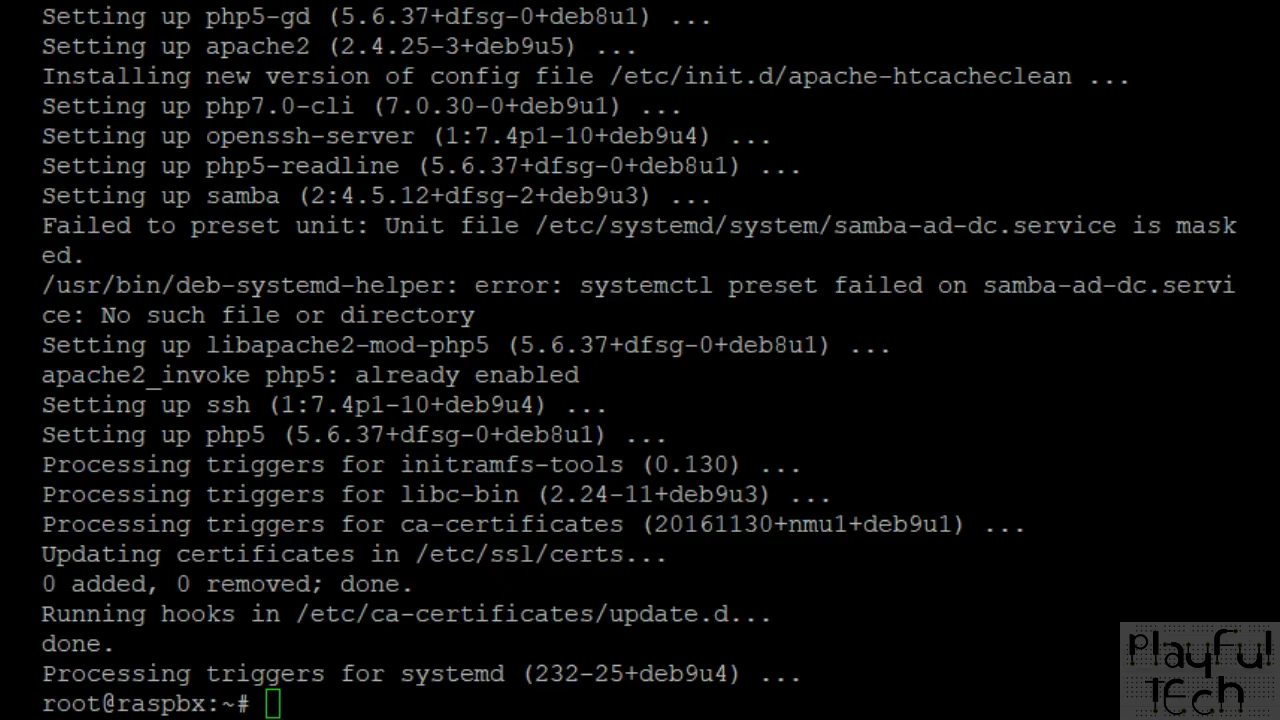 Setting up php5-gd (5.6.37+dfsg-0+deb8u1) ...
Setting up apache2 (2.4.25-3+deb9u5) ...
Installing new version of config file /etc/init.d/apache-htcacheclean ...
Setting up php7.0-cli (7.0.30-0+deb9u1) ...
Setting up openssh-server (1:7.4p1-10+deb9u4) ...
Setting up php5-readline (5.6.37+dfsg-0+deb8u1) ...
Setting up samba (2:4.5.12+dfsg-2+deb9u3) ...
Failed to preset unit: Unit file /etc/systemd/system/samba-ad-dc.service is mask
ed.
/usr/bin/deb-systemd-helper: error: systemctl preset failed on samba-ad-dc.servi
ce: No such file or directory
Setting up libapache2-mod-php5 (5.6.37+dfsg-0+deb8u1) ...
apache2_invoke php5: already enabled
Setting up ssh (1:7.4p1-10+deb9u4) ...
Setting up php5 (5.6.37+dfsg-0+deb8u1) ...
Processing triggers for initramfs-tools (0.130) ...
Processing triggers for libc-bin (2.24-11+deb9u3) ...
Processing triggers for ca-certificates (20161130+nmu1+deb9u1) ...
Updating certificates in /etc/ssl/certs...
0 added, 0 removed; done.
Running hooks in /etc/ca-certificates/update.d...
done.
Processing triggers for systemd (232-25+deb9u4) ...
root@raspbx:~#
Playful
Tech